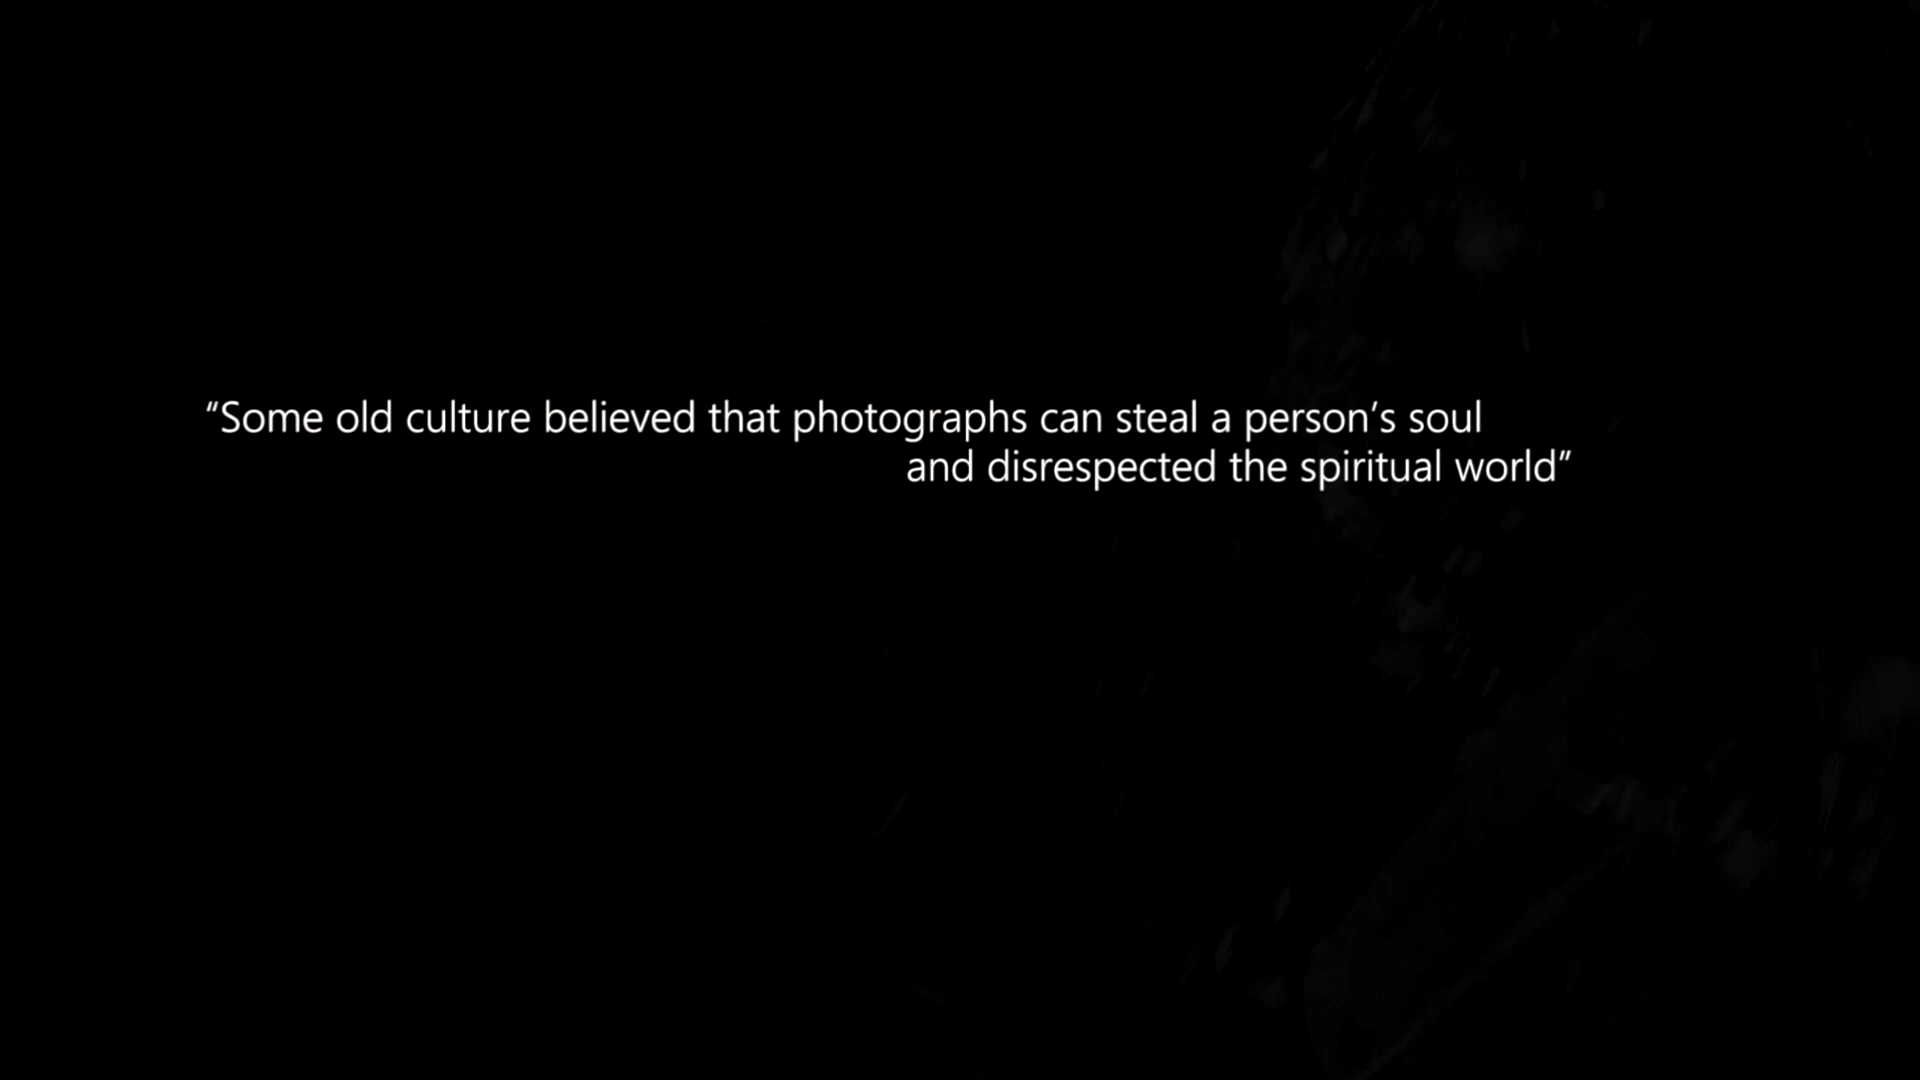 “Some old culture believed that photographs can steal a person’s soul
and disrespected the spiritual world”